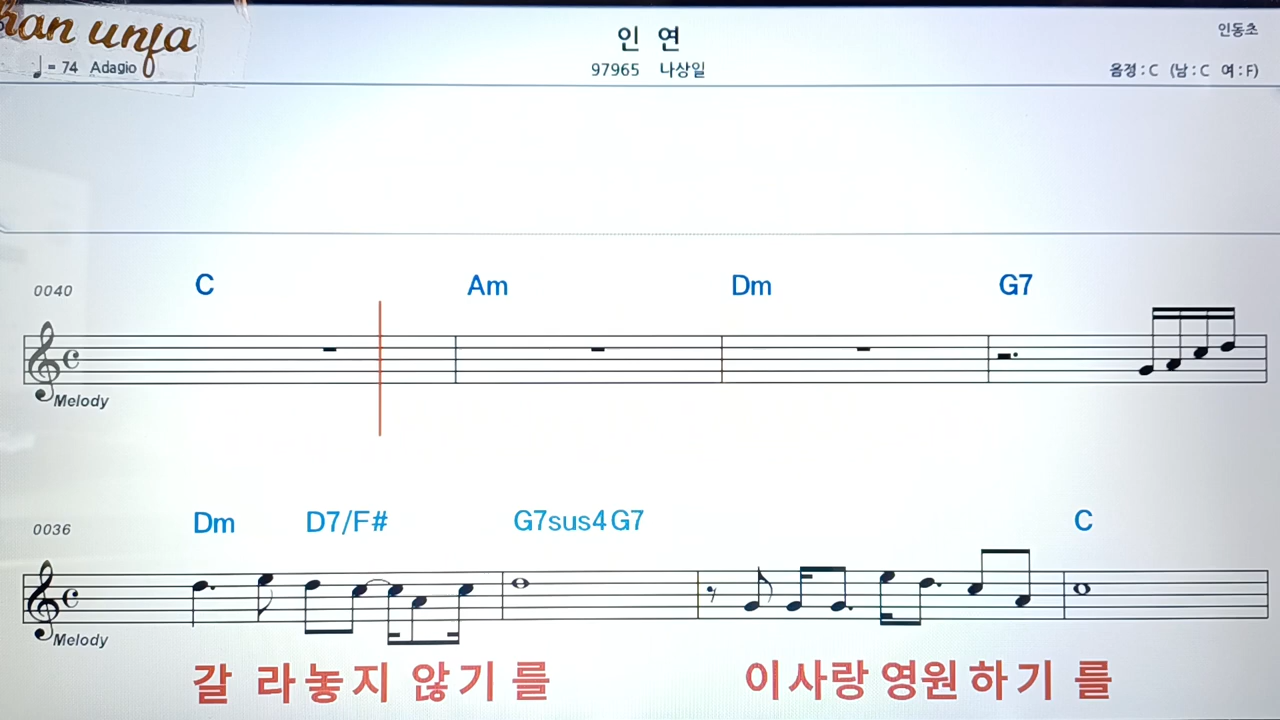 han unfa
♩= 74 Adagio
인 연
97965 나상일
인동초
음정 : C (남 : C 여 : F)
0040 C Am Dm G7
Melody
0036 Dm D7/F# G7sus4 G7 C
Melody
갈 라놓지 않기 를 이사랑 영원하기 를